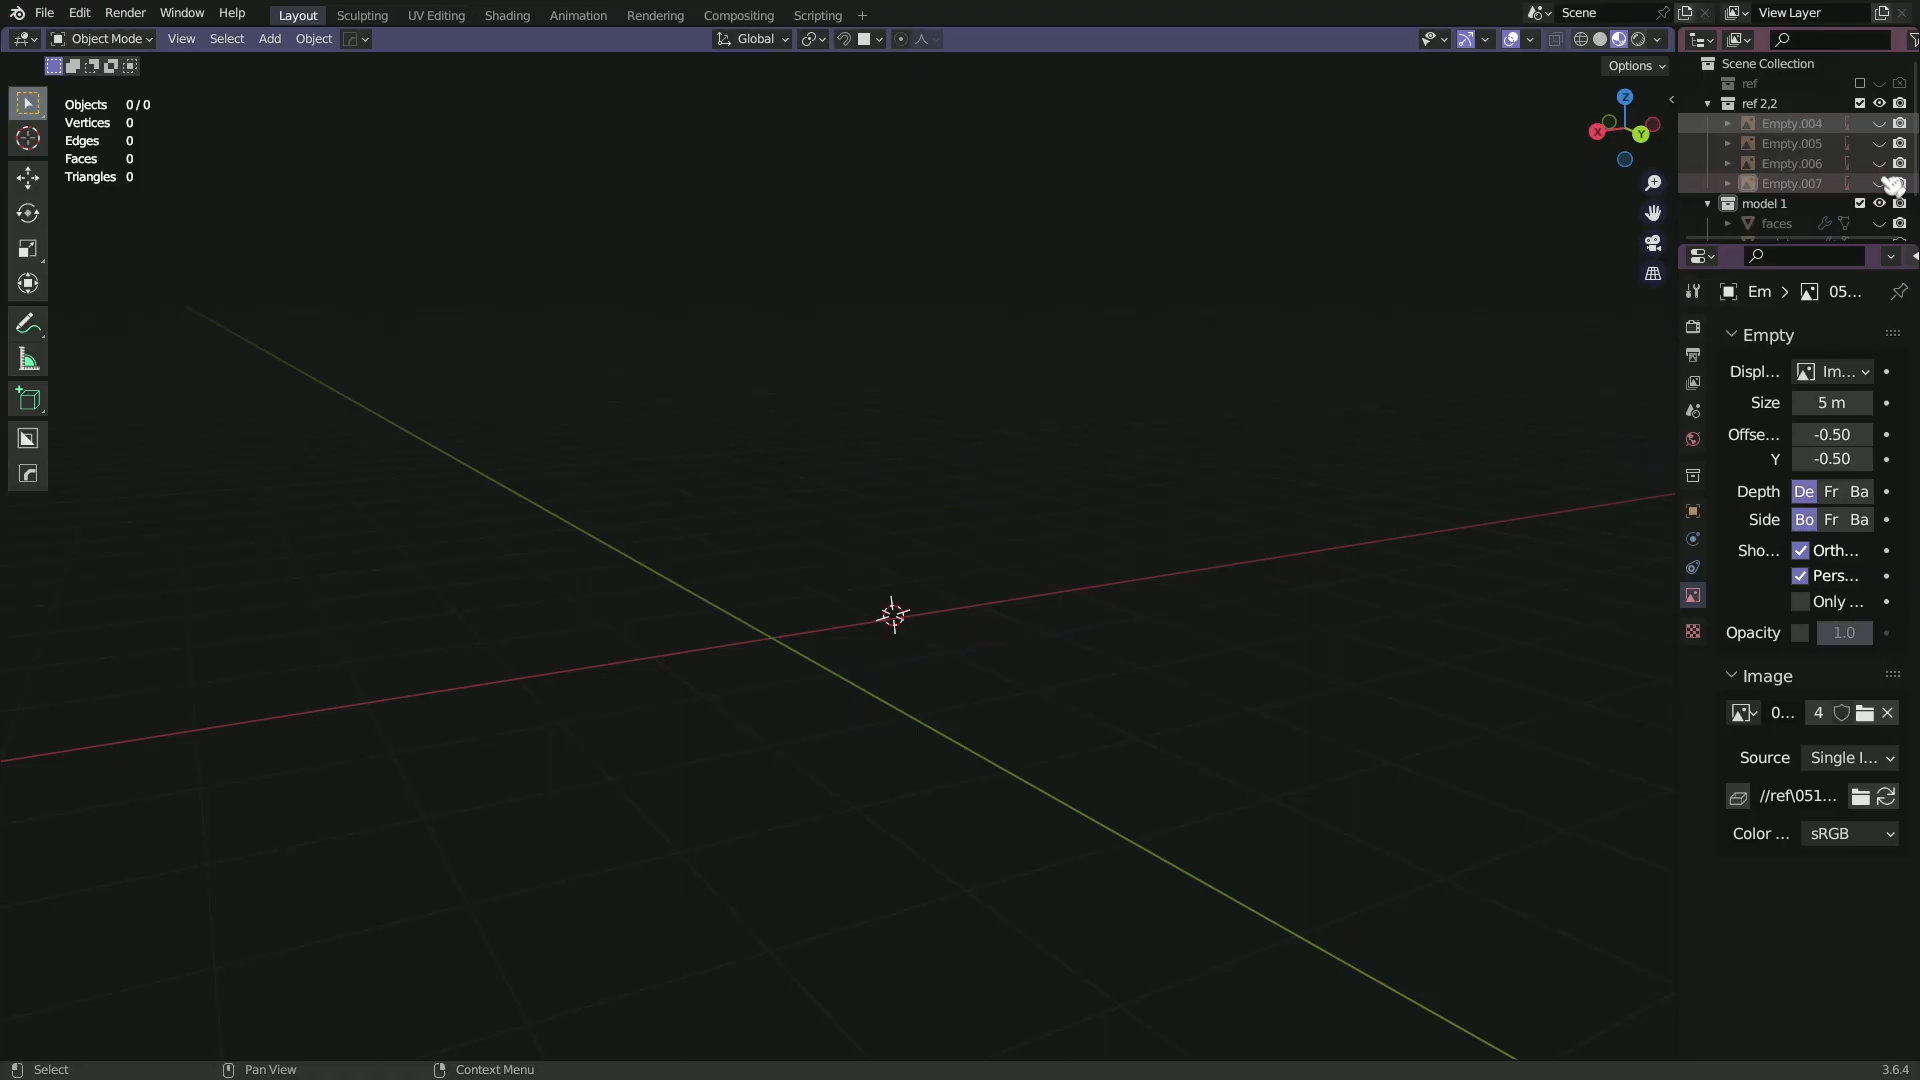 File Edit Render Window Help Layout Sculpting UV Editing Shading Animation Rendering Compositing Scripting + Scene View Layer
Object Mode View Select Add Object Global
Options
Objects 0 / 0
Vertices 0
Edges 0
Faces 0
Triangles 0
Z
X
Y
Scene Collection
ref
ref 2,2
Empty.004
Empty.005
Empty.006
Empty.007
model 1
faces
Em > 05...
Empty
Displ... Im...
Size 5 m
Offse... -0.50
Y -0.50
Depth De Fr Ba
Side Bo Fr Ba
Sho... Orth...
Pers...
Only ...
Opacity 1.0
Image
0... 4
Source Single I...
//ref\051...
Color ... sRGB
Select Pan View Context Menu 3.6.4